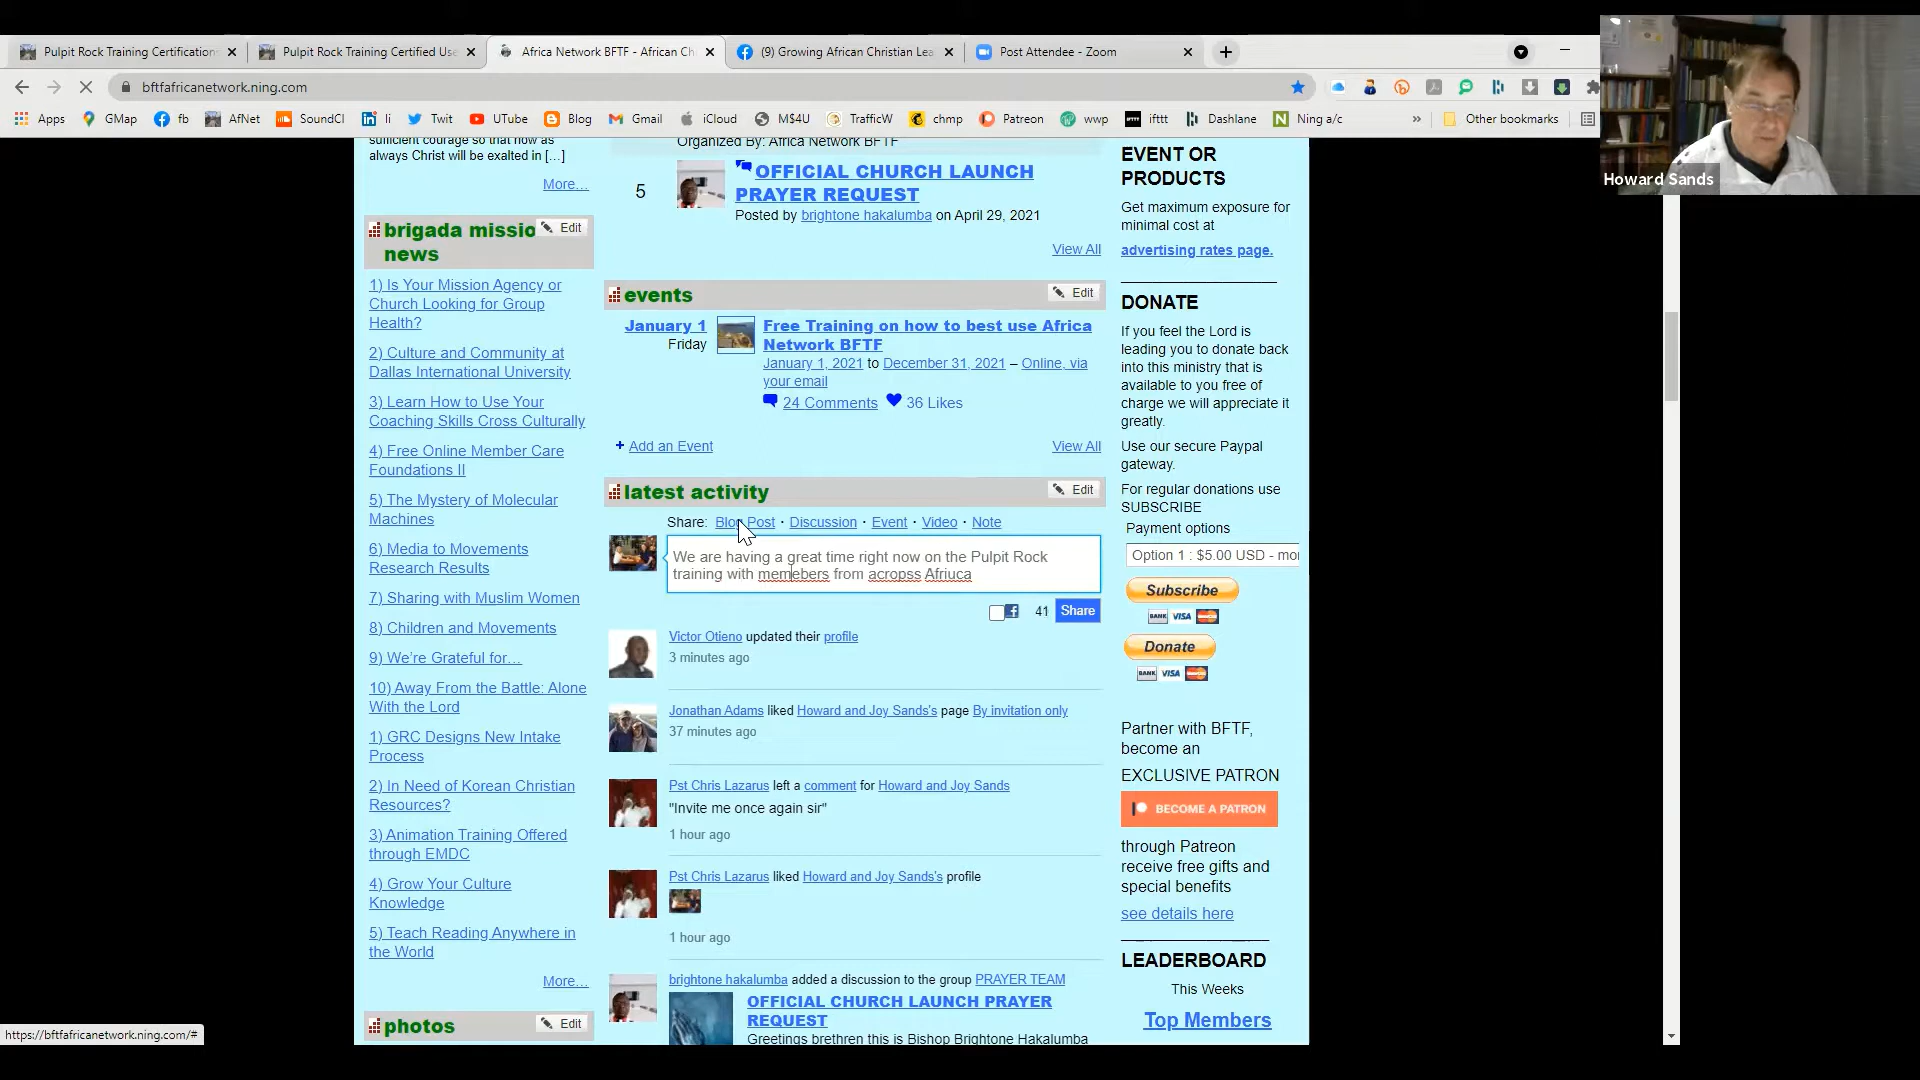 Pulpit Rock Training Certification
Pulpit Rock Training Certified Use
Africa Network BFTF - African Ch
(9) Growing African Christian Lea
Post Attendee - Zoom
bftfafricanetwork.ning.com
Apps
GMap
fb
AfNet
SoundCl
li
Twit
UTube
Blog
Gmail
iCloud
M$4U
TrafficW
chmp
Patreon
wwp
ifttt
Dashlane
Ning a/c
»
Other bookmarks
Howard Sands
sufficient courage so that now as
always Christ will be exalted in […]
More…
brigada missio
news
Edit
1) Is Your Mission Agency or
Church Looking for Group
Health?
2) Culture and Community at
Dallas International University
3) Learn How to Use Your
Coaching Skills Cross Culturally
4) Free Online Member Care
Foundations II
5) The Mystery of Molecular
Machines
6) Media to Movements
Research Results
7) Sharing with Muslim Women
8) Children and Movements
9) We're Grateful for…
10) Away From the Battle: Alone
With the Lord
1) GRC Designs New Intake
Process
2) In Need of Korean Christian
Resources?
3) Animation Training Offered
through EMDC
4) Grow Your Culture
Knowledge
5) Teach Reading Anywhere in
the World
More…
photos
Edit
Organized By: Africa Network BFTF
5
OFFICIAL CHURCH LAUNCH
PRAYER REQUEST
Posted by brightone hakalumba on April 29, 2021
View All
events
Edit
January 1
Friday
Free Training on how to best use Africa
Network BFTF
January 1, 2021 to December 31, 2021 – Online, via
your email
24 Comments 36 Likes
+ Add an Event
View All
latest activity
Edit
Share: Blog Post · Discussion · Event · Video · Note
We are having a great time right now on the Pulpit Rock
training with memebers from acropss Afriuca
41
Share
Victor Otieno updated their profile
3 minutes ago
Jonathan Adams liked Howard and Joy Sands's page By invitation only
37 minutes ago
Pst Chris Lazarus left a comment for Howard and Joy Sands
"Invite me once again sir"
1 hour ago
Pst Chris Lazarus liked Howard and Joy Sands's profile
1 hour ago
brightone hakalumba added a discussion to the group PRAYER TEAM
OFFICIAL CHURCH LAUNCH PRAYER
REQUEST
Greetings brethren this is Bishop Brightone Hakalumba
EVENT OR
PRODUCTS
Get maximum exposure for
minimal cost at
advertising rates page.
DONATE
If you feel the Lord is
leading you to donate back
into this ministry that is
available to you free of
charge we will appreciate it
greatly.
Use our secure Paypal
gateway.
For regular donations use
SUBSCRIBE
Payment options
Option 1 : $5.00 USD - mo
Subscribe
BANK VISA
Donate
BANK VISA
Partner with BFTF,
become an
EXCLUSIVE PATRON
BECOME A PATRON
through Patreon
receive free gifts and
special benefits
see details here
LEADERBOARD
This Weeks
Top Members
https://bftfafricanetwork.ning.com/#